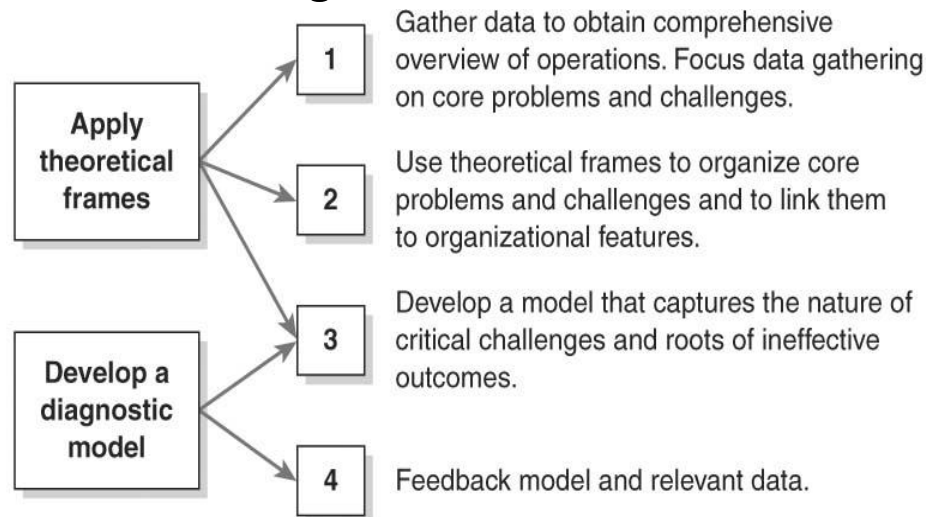 1
Gather data to obtain comprehensive
overview of operations. Focus data gathering
on core problems and challenges.
Apply
theoretical
frames
2
Use theoretical frames to organize core
problems and challenges and to link them
to organizational features.
3
Develop a model that captures the nature of
critical challenges and roots of ineffective
outcomes.
Develop a
diagnostic
model
4
Feedback model and relevant data.